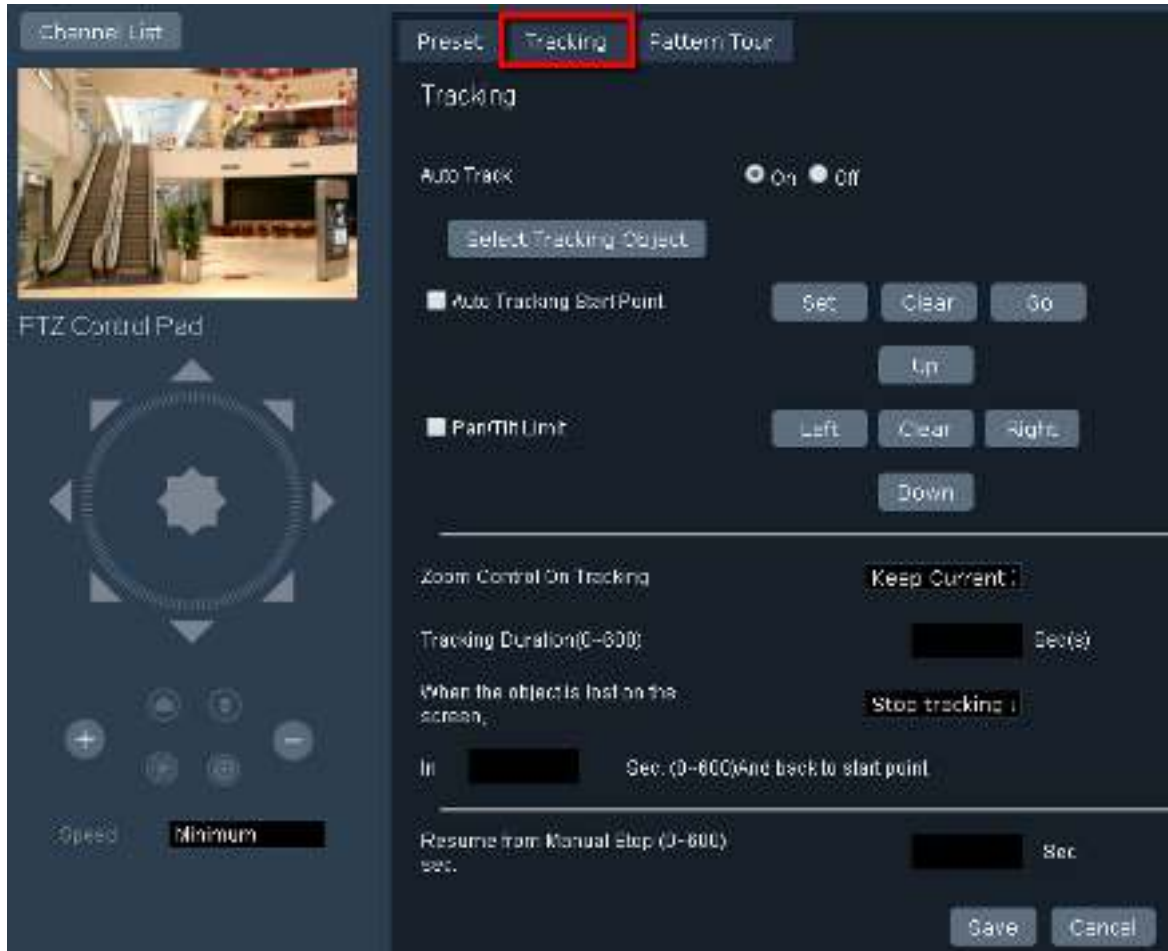 Channel List
Preset Tracking Pattern Tour
Tracking
Auto Track On Off
Select Tracking Object
Auto Tracking Start Point Set Clear Go
PTZ Control Pad
Up
Pan/Tilt Limit Left Clear Right
Down
Zoom Control On Tracking Keep Current
Tracking Duration(0~600) Sec(s)
When the object is lost on the
screen, Stop tracking
In Sec. (0~600)And back to start point
Speed Minimum
Resume from Manual Stop (0~600)
sec. Sec
Save Cancel